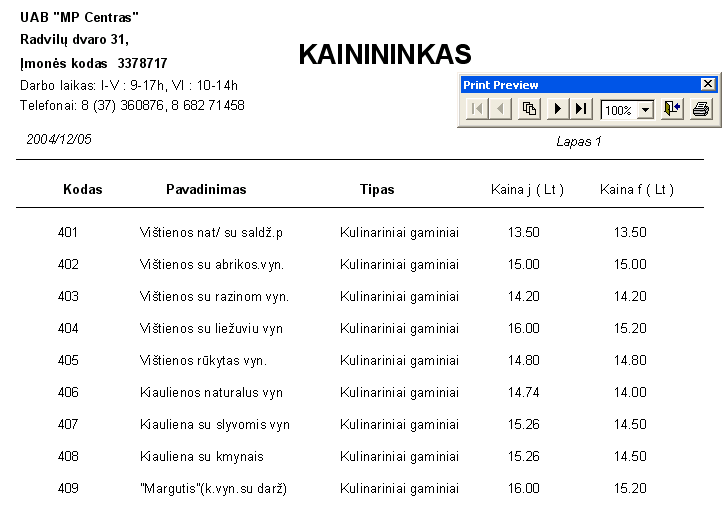 UAB "MP Centras"
Radvilų dvaro 31,
Įmonės kodas 3378717
KAINININKAS
Darbo laikas: I-V : 9-17h, VI : 10-14h
Telefonai: 8 (37) 360876, 8 682 71458
Print Preview
100%
2004/12/05
Lapas 1
Kodas Pavadinimas Tipas Kaina j ( Lt ) Kaina f ( Lt )
401 Vištienos nat/ su saldž.p Kulinariniai gaminiai 13.50 13.50
402 Vištienos su abrikos.vyn. Kulinariniai gaminiai 15.00 15.00
403 Vištienos su razinom vyn. Kulinariniai gaminiai 14.20 14.20
404 Vištienos su liežuviu vyn Kulinariniai gaminiai 16.00 15.20
405 Vištienos rūkytas vyn. Kulinariniai gaminiai 14.80 14.80
406 Kiaulienos naturalus vyn Kulinariniai gaminiai 14.74 14.00
407 Kiauliena su slyvomis vyn Kulinariniai gaminiai 15.26 14.50
408 Kiauliena su kmynais Kulinariniai gaminiai 15.26 14.50
409 "Margutis"(k.vyn.su darž) Kulinariniai gaminiai 16.00 15.20